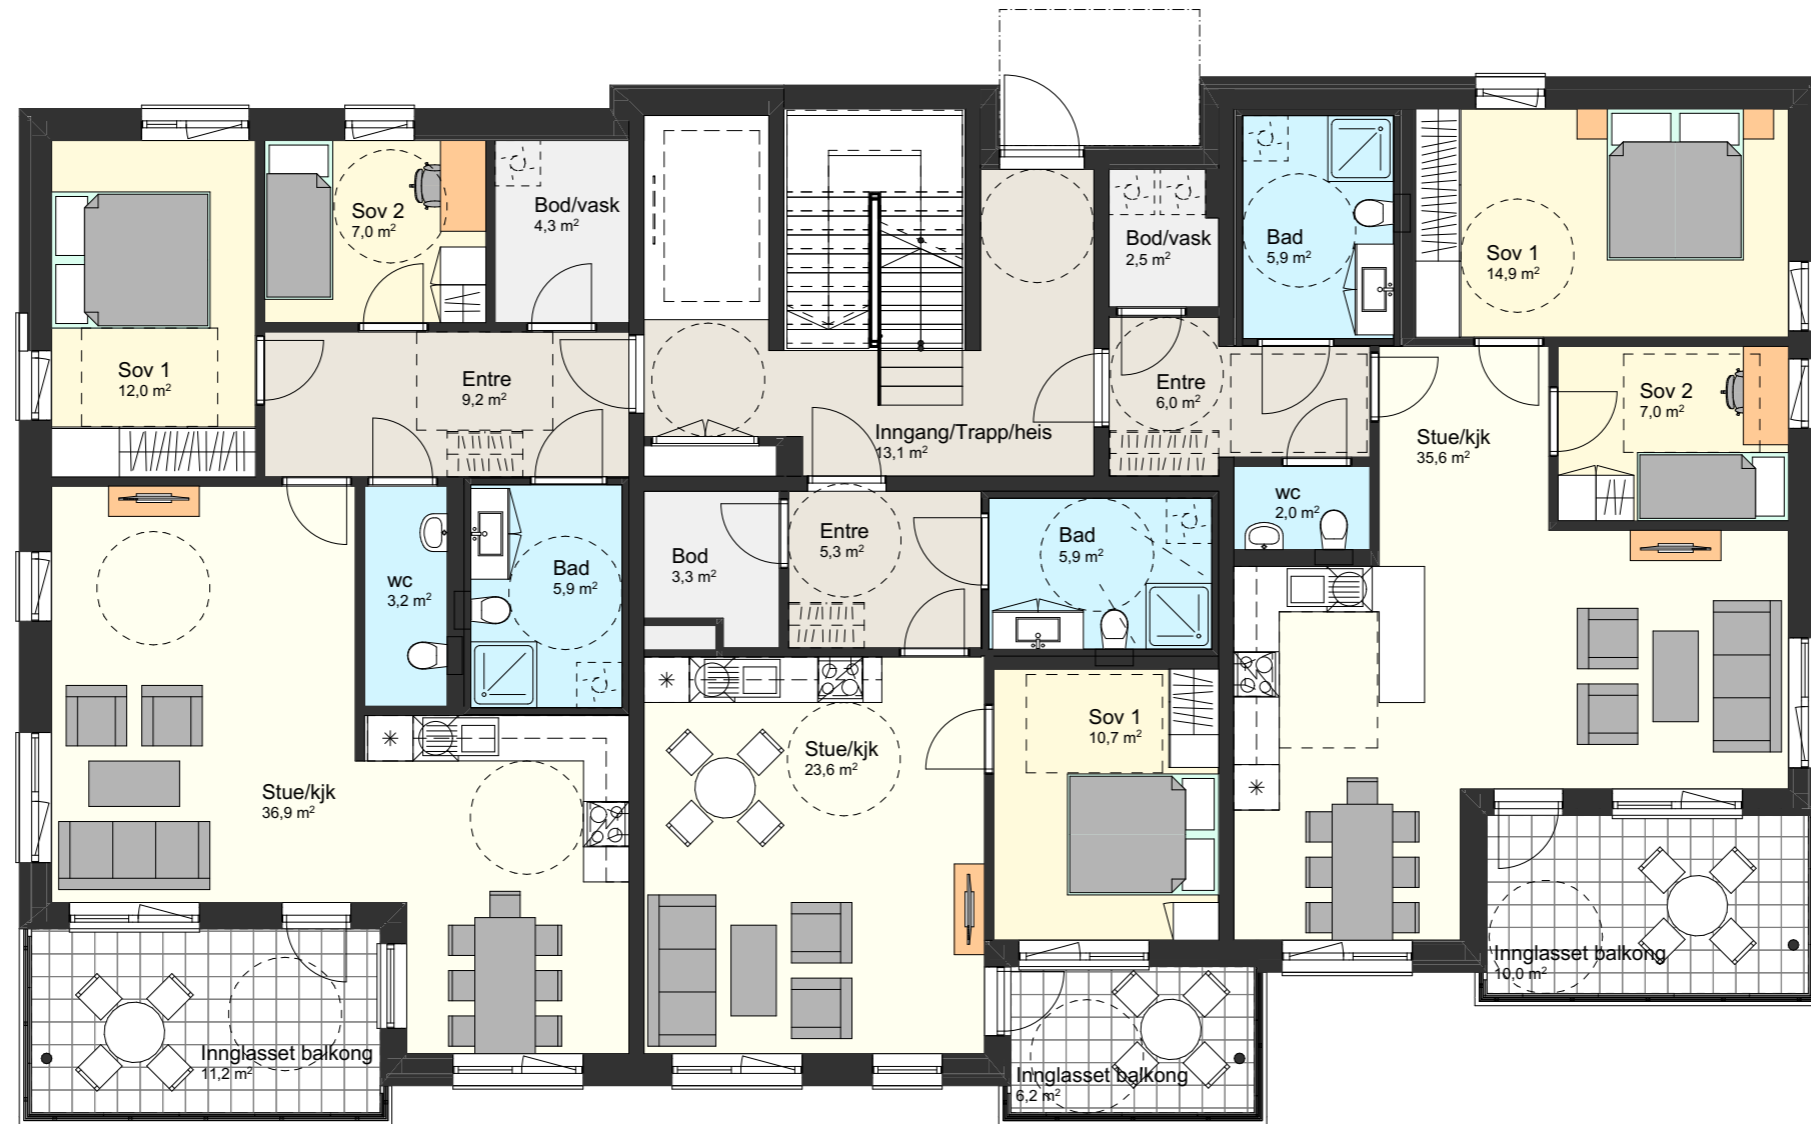 Sov 2
7,0 m²
Bod/vask
4,3 m²
Bod/vask
2,5 m²
Bad
5,9 m²
Sov 1
14,9 m²
Sov 1
12,0 m²
Entre
9,2 m²
Entre
6,0 m²
Sov 2
7,0 m²
Inngang/Trapp/heis
13,1 m²
Stue/kjk
35,6 m²
wc
2,0 m²
Entre
5,3 m²
Bad
5,9 m²
Bod
3,3 m²
Bad
5,9 m²
wc
3,2 m²
Sov 1
10,7 m²
Stue/kjk
23,6 m²
Stue/kjk
36,9 m²
Innglasset balkong
10,0 m²
Innglasset balkong
11,2 m²
Innglasset balkong
6,2 m²